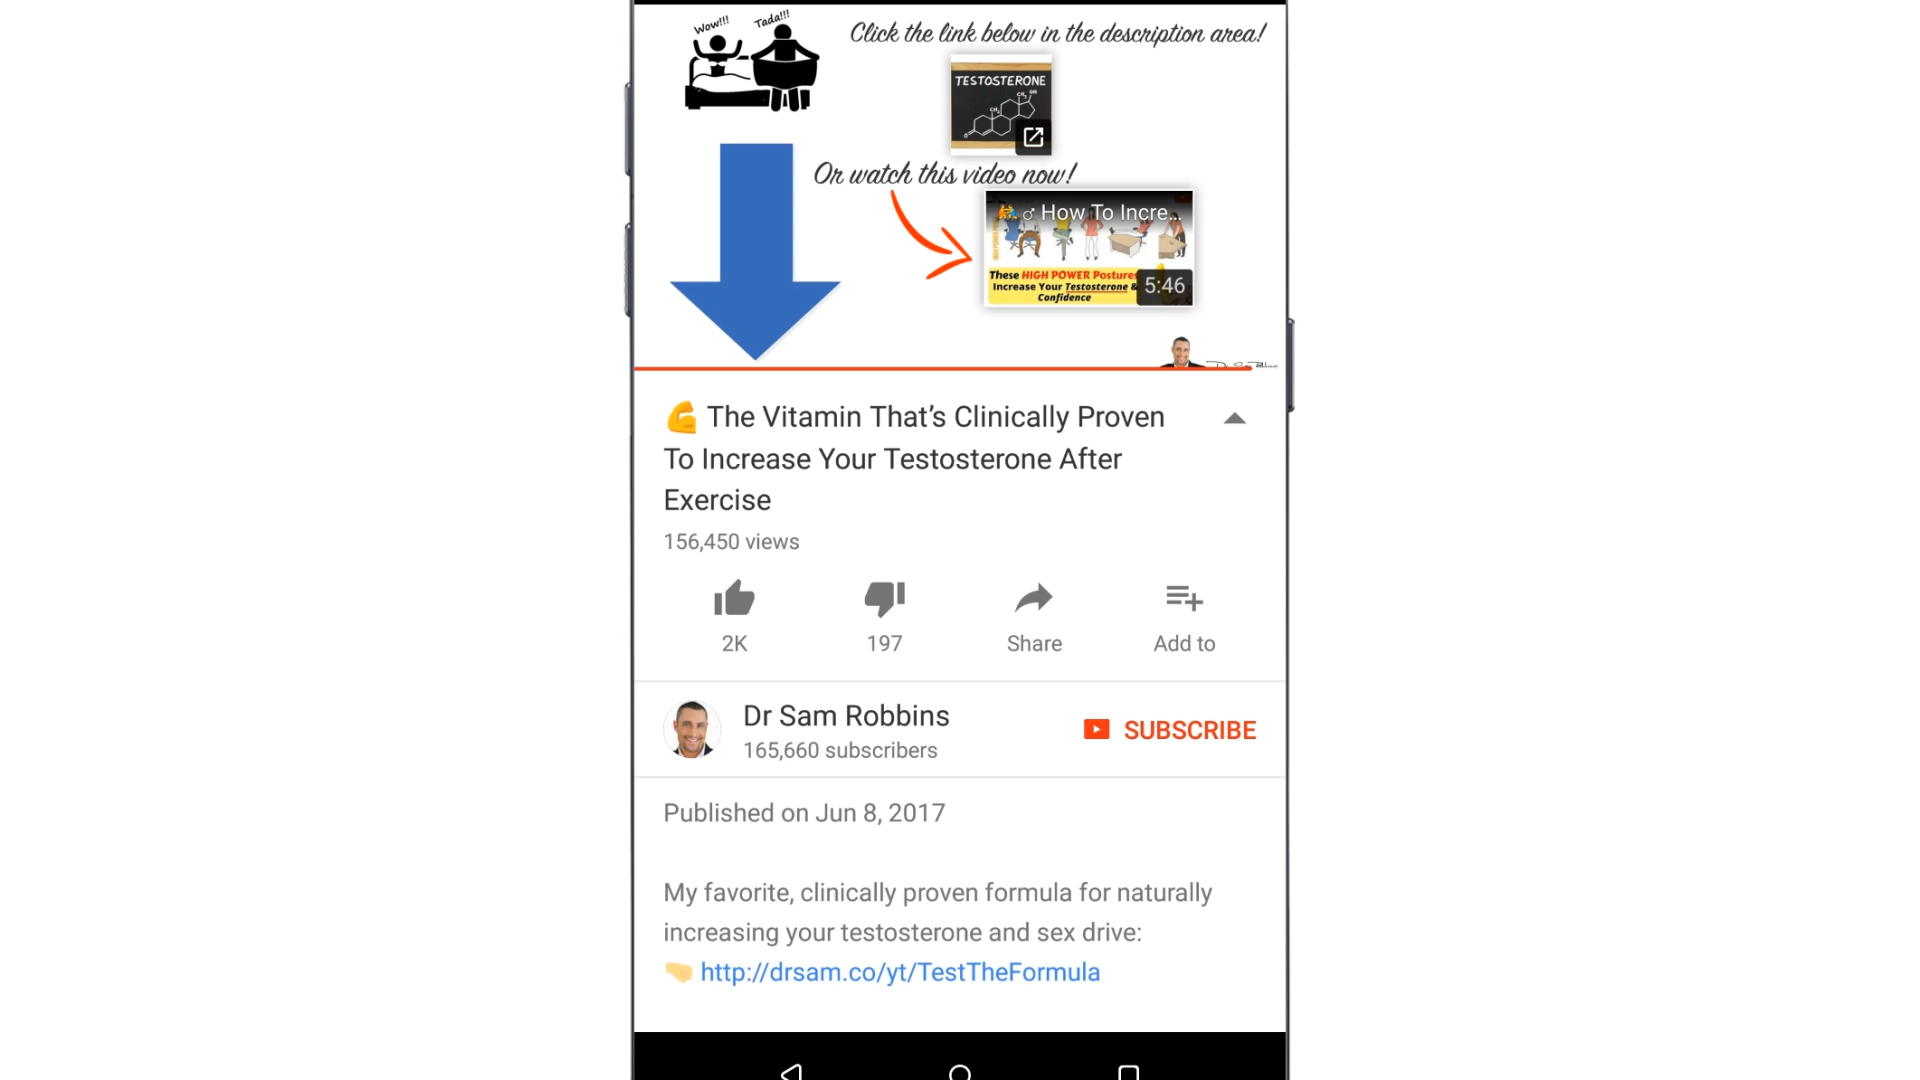 Wow!!!
Tada!!!
Click the link below in the description area!
TESTOSTERONE
CH₃
OH
CH₃
O
Or watch this video now!
How To Incre...
These HIGH POWER Postures
Increase Your Testosterone &
Confidence
5:46
💪 The Vitamin That’s Clinically Proven
To Increase Your Testosterone After
Exercise
156,450 views
2K
197
Share
Add to
Dr Sam Robbins
165,660 subscribers
SUBSCRIBE
Published on Jun 8, 2017
My favorite, clinically proven formula for naturally
increasing your testosterone and sex drive:
🤜 http://drsam.co/yt/TestTheFormula